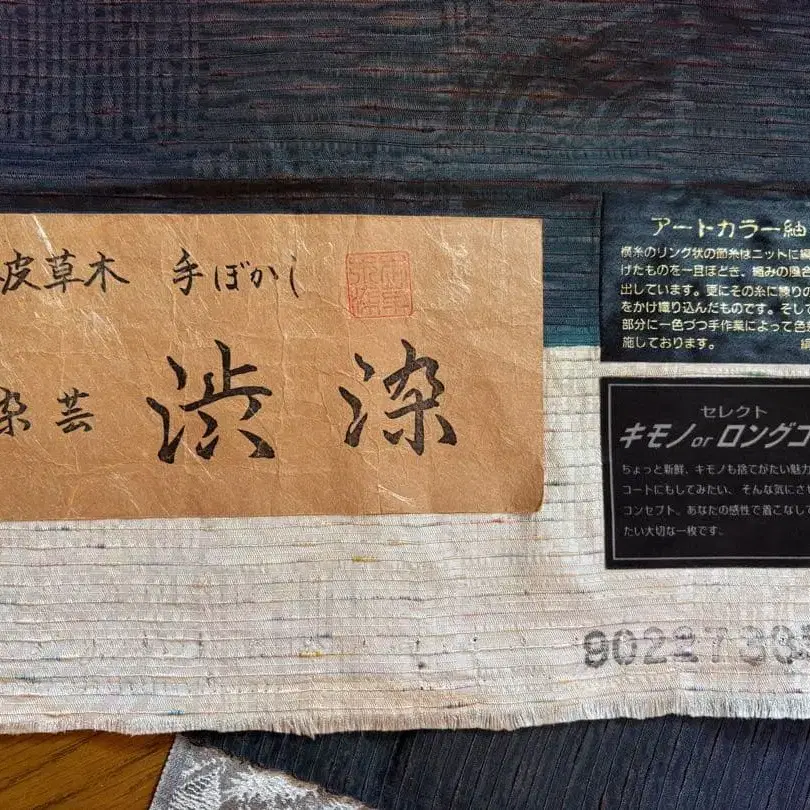 皮草木 手ぼかし
染芸 渋染
アートカラー紬
横糸のリング状の節糸はニットに編
けたものを一旦ほどき、編みの風合
出しています。更にその糸に練りの
をかけ織り込んだものです。そして
部分に一色づつ手作業によって色
施しております。
セレクト
キモノorロングコ
ちょっと新鮮、キモノも捨てがたい魅力
コートにもしてみたい、そんな気にさせ
コンセプト。あなたの感性で着こなして
たい大切な一枚です。
9022738